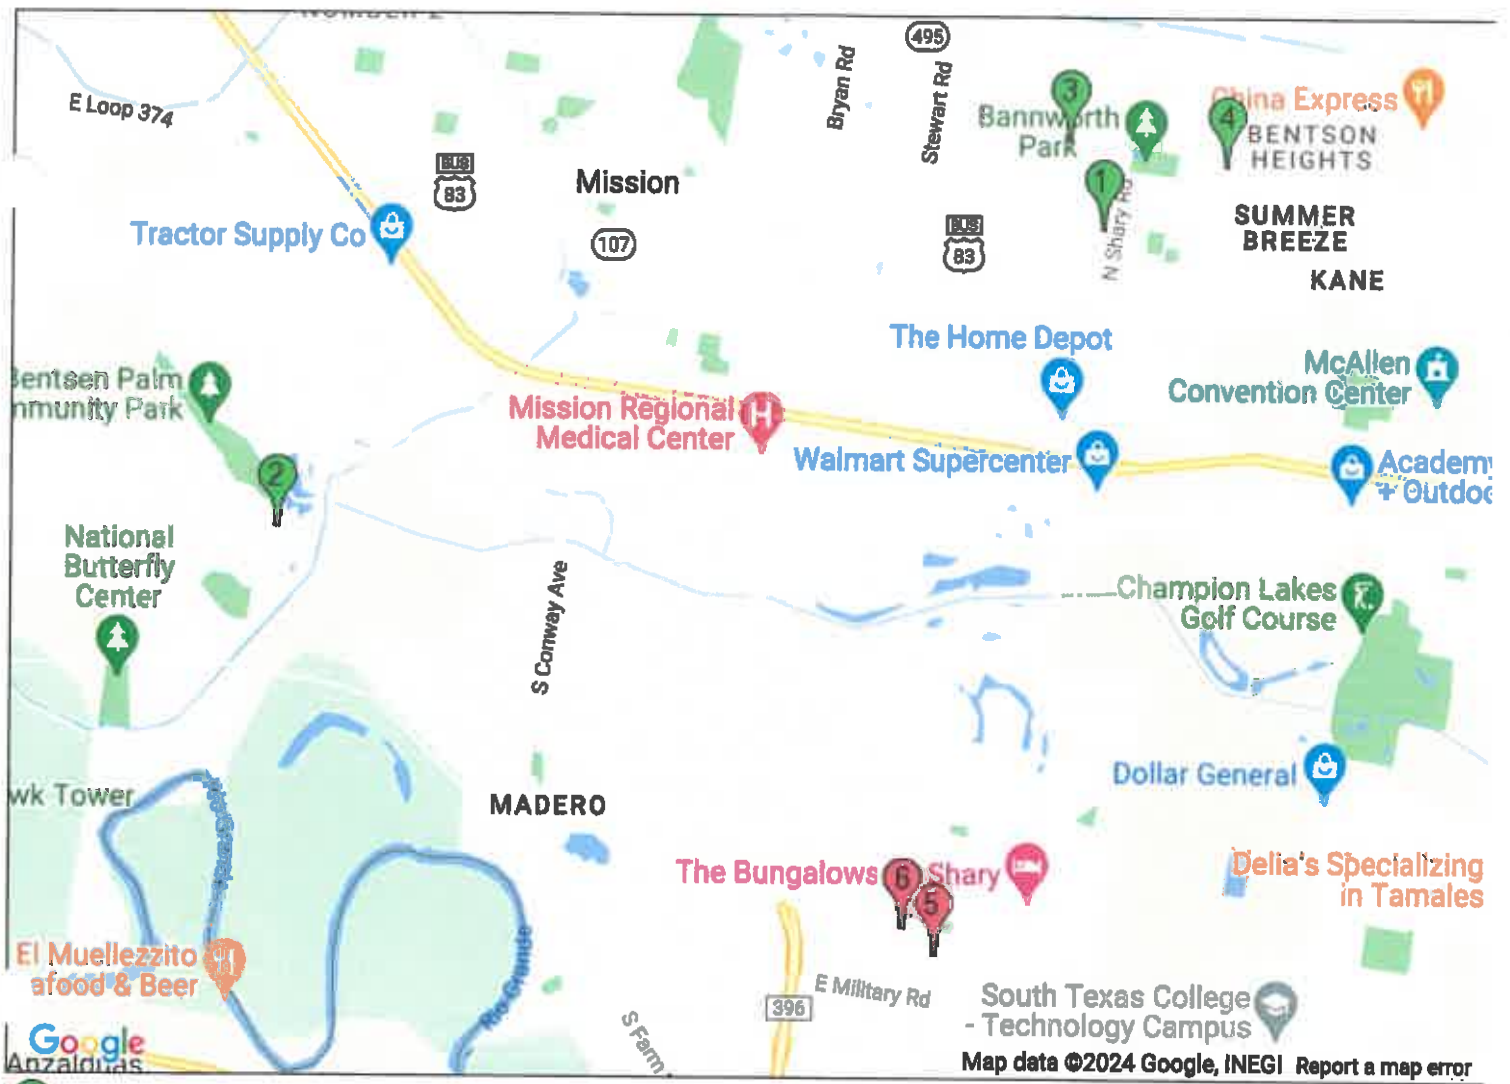 495
E Loop 374
Bryan Rd
Stewart Rd
3
Bannworth
Park
4
China Express
BENTSON
HEIGHTS
BUS
83
Mission
1
N Shary Rd
SUMMER
BREEZE
Tractor Supply Co
107
BUS
83
KANE
The Home Depot
McAllen
Convention Center
Bentsen Palm
mmunity Park
Mission Regional
Medical Center
H
Walmart Supercenter
Academy
+ Outdoo
2
National
Butterfly
Center
S Conway Ave
Champion Lakes
Golf Course
wk Tower
Rio Grande
MADERO
Dollar General
The Bungalows
6
Shary
5
Delia's Specializing
in Tamales
El Muellezzito
afood & Beer
Rio Grande
396
E Military Rd
South Texas College
- Technology Campus
S Farm
Google
Anzalduas
Map data ©2024 Google, INEGI Report a map error